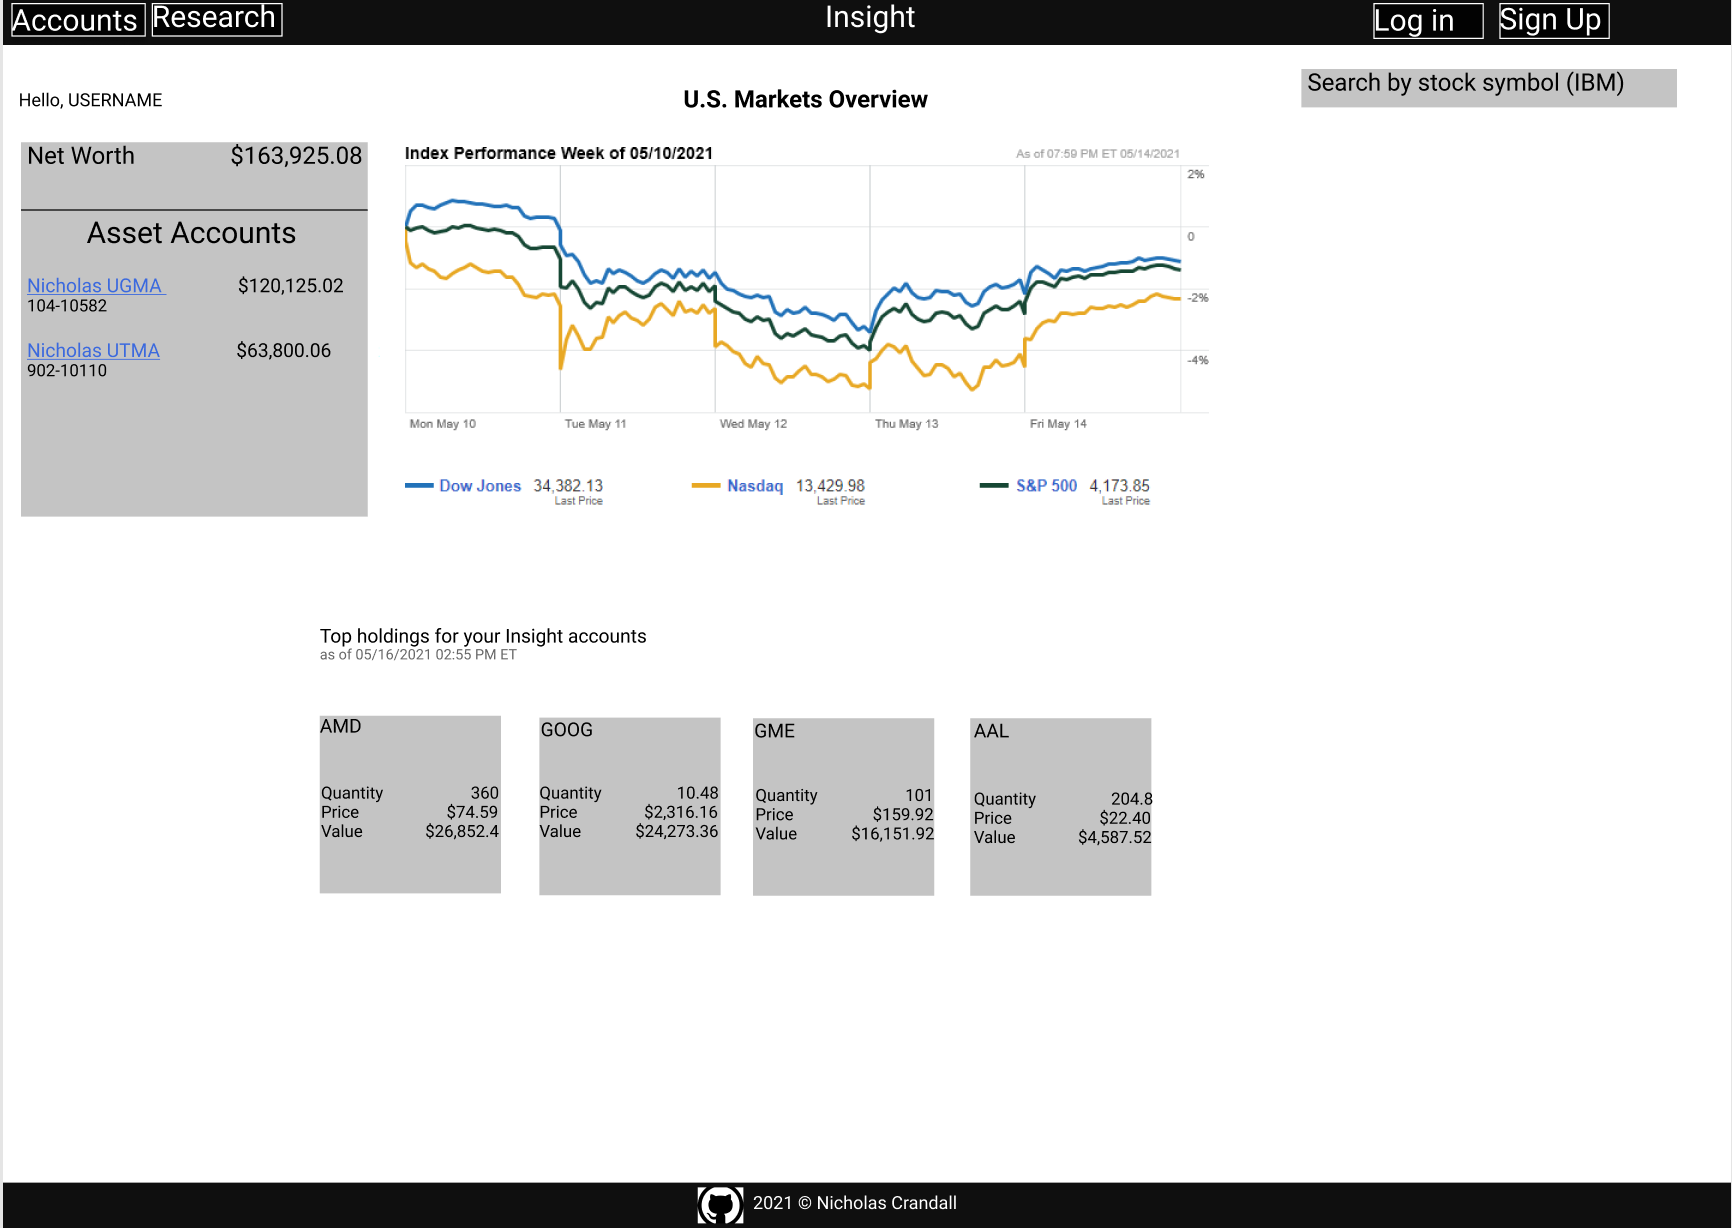 Accounts Research Insight Log in Sign Up
Search by stock symbol (IBM)
Hello, USERNAME
U.S. Markets Overview
Net Worth $163,925.08
Asset Accounts
Nicholas UGMA $120,125.02
104-10582
Nicholas UTMA $63,800.06
902-10110
Index Performance Week of 05/10/2021 As of 07:59 PM ET 05/14/2021
2%
0
-2%
-4%
Mon May 10 Tue May 11 Wed May 12 Thu May 13 Fri May 14
Dow Jones 34,382.13 Nasdaq 13,429.98 S&P 500 4,173.85
Last Price Last Price Last Price
Top holdings for your Insight accounts
as of 05/16/2021 02:55 PM ET
AMD
Quantity 360
Price $74.59
Value $26,852.4
GOOG
Quantity 10.48
Price $2,316.16
Value $24,273.36
GME
Quantity 101
Price $159.92
Value $16,151.92
AAL
Quantity 204.8
Price $22.40
Value $4,587.52
2021 © Nicholas Crandall